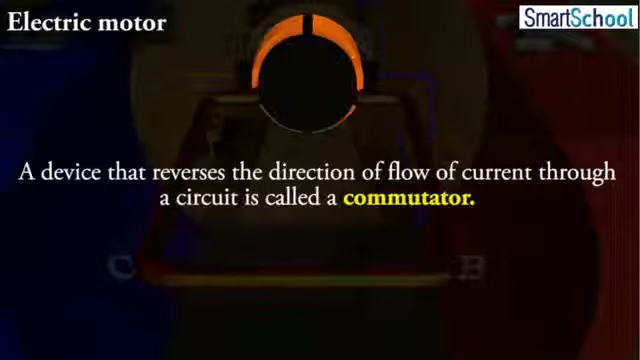 Electric motor
SmartSchool
A device that reverses the direction of flow of current through
a circuit is called a commutator.
C
B